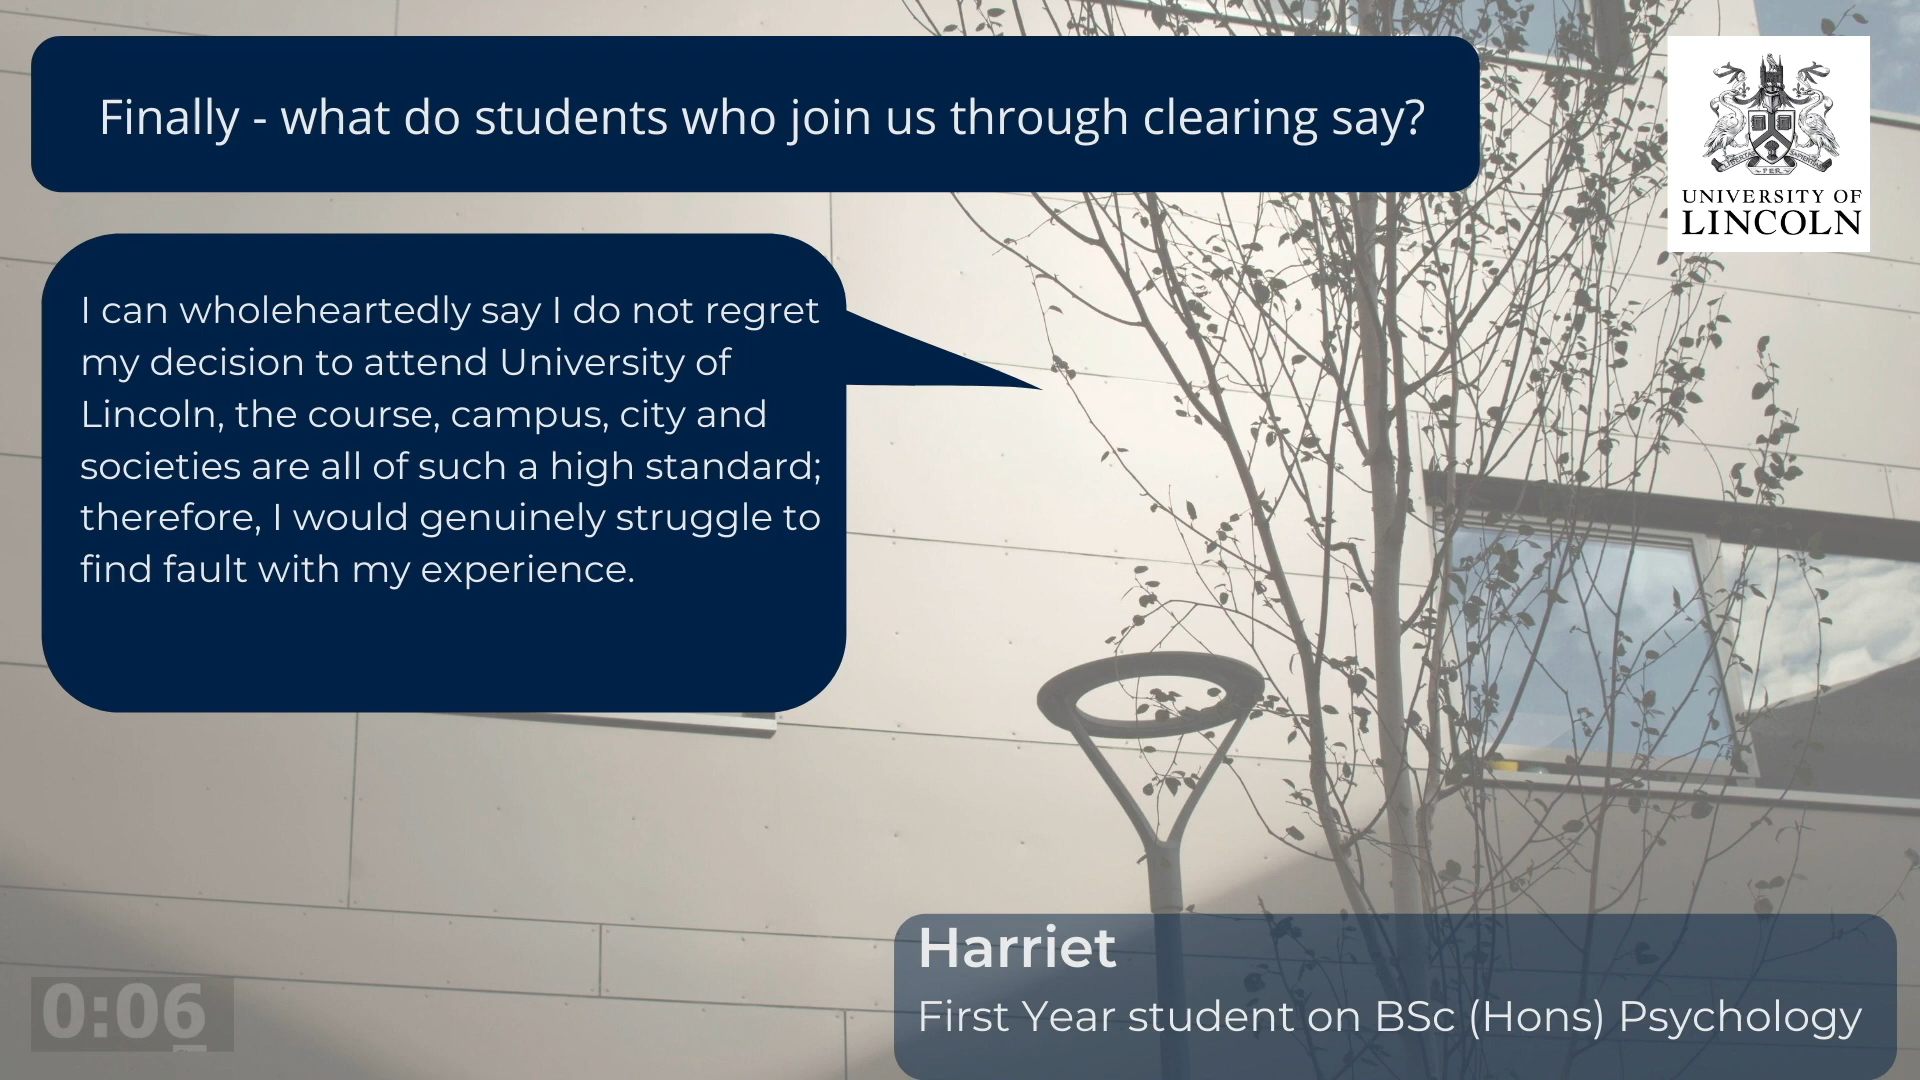 Finally - what do students who join us through clearing say?
UNIVERSITY OF
LINCOLN
I can wholeheartedly say I do not regret
my decision to attend University of
Lincoln, the course, campus, city and
societies are all of such a high standard;
therefore, I would genuinely struggle to
find fault with my experience.
Harriet
First Year student on BSc (Hons) Psychology
0:06